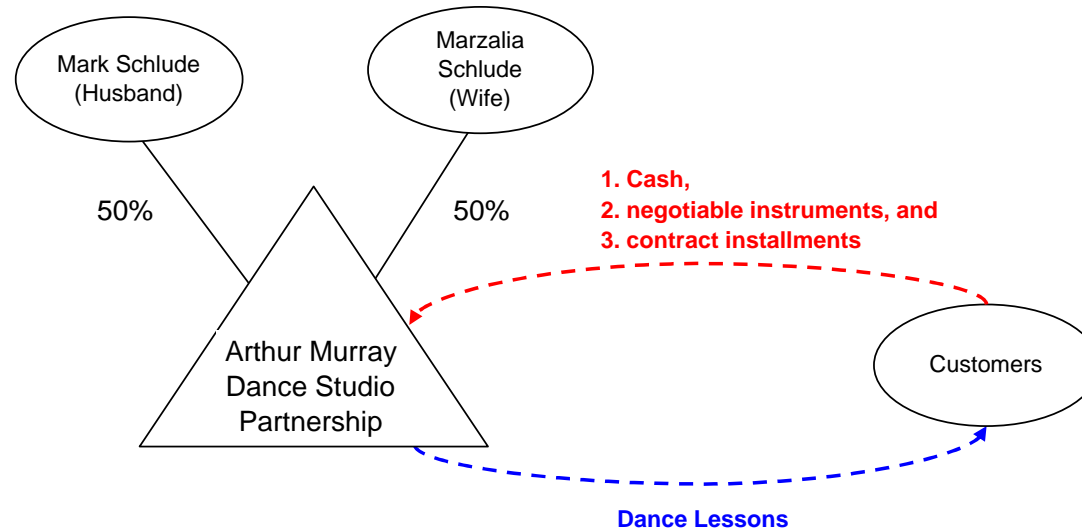 Mark Schlude
(Husband)
Marzalia
Schlude
(Wife)
50%
50%
1. Cash,
2. negotiable instruments, and
3. contract installments
Arthur Murray
Dance Studio
Partnership
Customers
Dance Lessons